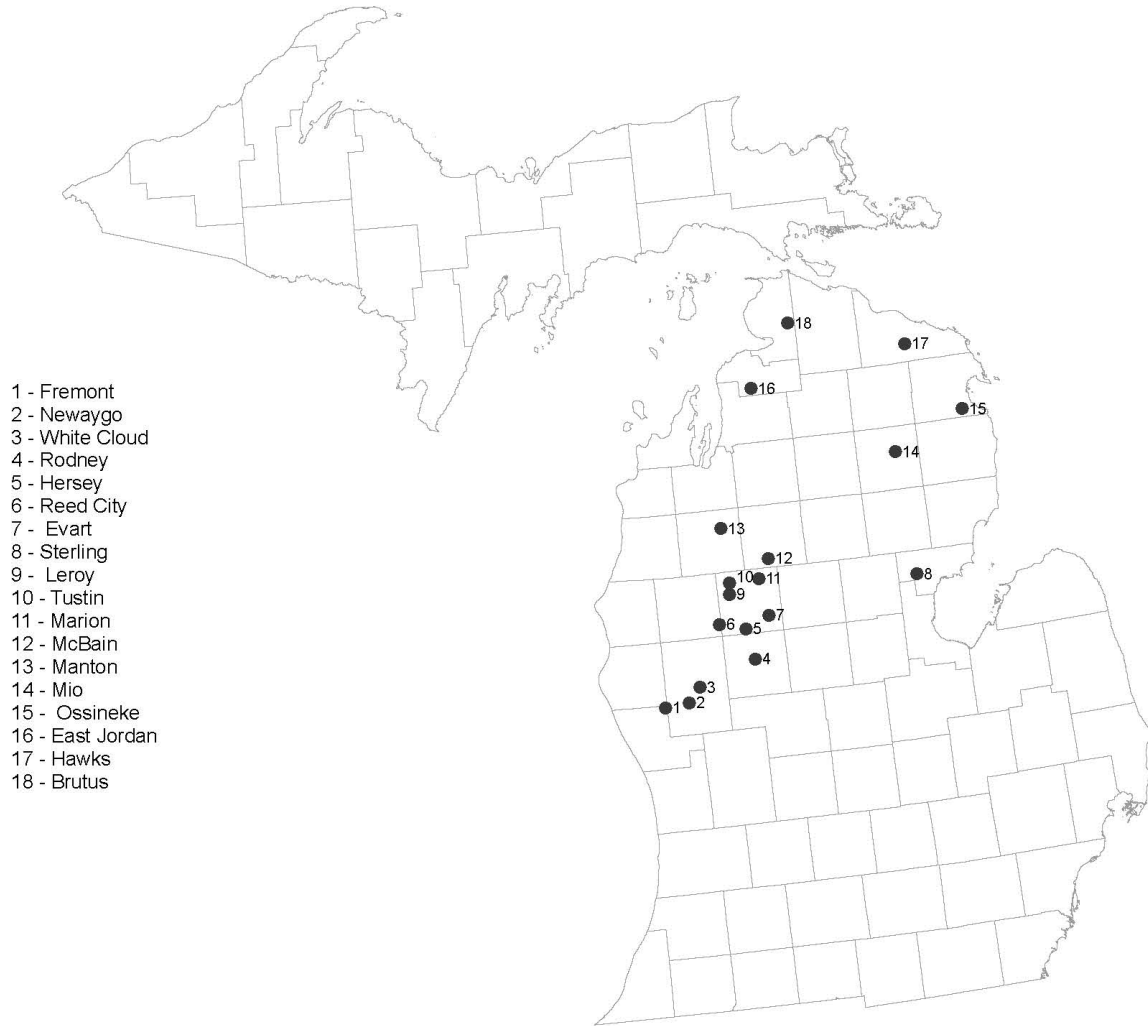 1 - Fremont
2 - Newaygo
3 - White Cloud
4 - Rodney
5 - Hersey
6 - Reed City
7 - Evart
8 - Sterling
9 - Leroy
10 - Tustin
11 - Marion
12 - McBain
13 - Manton
14 - Mio
15 - Ossineke
16 - East Jordan
17 - Hawks
18 - Brutus
18
17
16
15
14
13
12
10
11
8
9
7
6
5
4
3
2
1